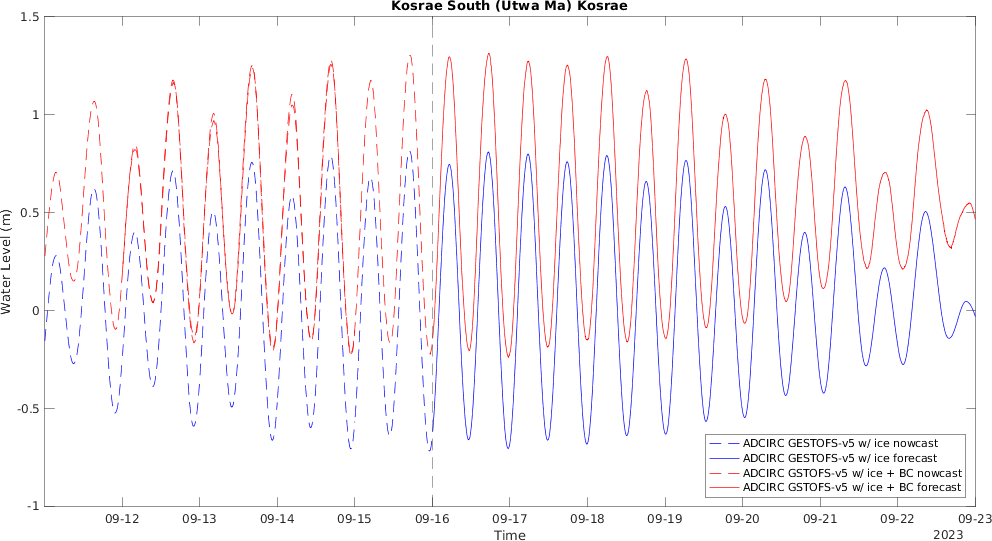 Kosrae South (Utwa Ma) Kosrae
1.5
1
0.5
0
-0.5
-1
Water Level (m)
ADCIRC GESTOFS-v5 w/ ice nowcast
ADCIRC GESTOFS-v5 w/ ice forecast
ADCIRC GSTOFS-v5 w/ ice + BC nowcast
ADCIRC GSTOFS-v5 w/ ice + BC forecast
09-12 09-13 09-14 09-15 09-16 09-17 09-18 09-19 09-20 09-21 09-22 09-23
Time
2023